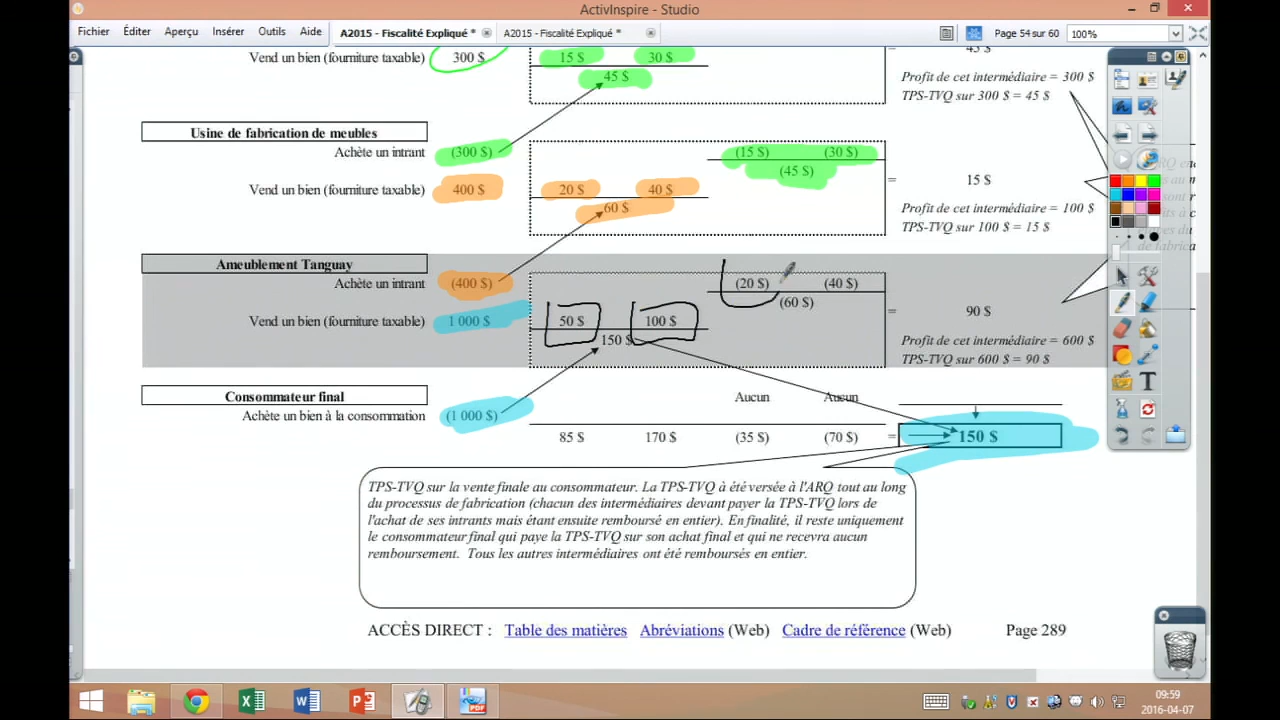 ActivInspire - Studio
Fichier Éditer Aperçu Insérer Outils Aide A2015 - Fiscalité Expliqué * A2015 - Fiscalité Expliqué * Page 54 sur 60 100%
Vend un bien (fourniture taxable) 300 $ 15 $ 30 $ = 45 $
45 $ Profit de cet intermédiaire = 300 $
TPS-TVQ sur 300 $ = 45 $
Usine de fabrication de meubles
Achète un intrant (300 $) (15 $) (30 $)
(45 $) = 15 $
Vend un bien (fourniture taxable) 400 $ 20 $ 40 $
60 $ Profit de cet intermédiaire = 100 $
TPS-TVQ sur 100 $ = 15 $
Ameublement Tanguay
Achète un intrant (400 $) (20 $) (40 $)
(60 $) = 90 $
Vend un bien (fourniture taxable) 1 000 $ 50 $ 100 $
150 $ Profit de cet intermédiaire = 600 $
TPS-TVQ sur 600 $ = 90 $
Consommateur final Aucun Aucun
Achète un bien à la consommation (1 000 $)
85 $ 170 $ (35 $) (70 $) = 150 $
TPS-TVQ sur la vente finale au consommateur. La TPS-TVQ à été versée à l'ARQ tout au long
du processus de fabrication (chacun des intermédiaires devant payer la TPS-TVQ lors de
l'achat de ses intrants mais étant ensuite remboursé en entier). En finalité, il reste uniquement
le consommateur final qui paye la TPS-TVQ sur son achat final et qui ne recevra aucun
remboursement. Tous les autres intermédiaires ont été remboursés en entier.
ACCÈS DIRECT : Table des matières Abréviations (Web) Cadre de référence (Web) Page 289
09:59
2016-04-07